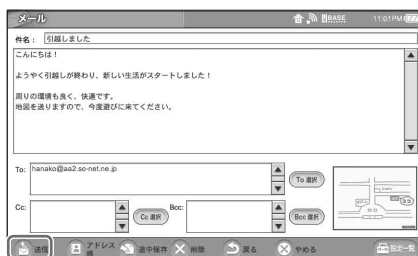 メール
BASE
11:01PM
件名： 引越しました
こんにちは！
ようやく引越しが終わり、新しい生活がスタートしました！
周りの環境も良く、快適です。
地図を送りますので、今度遊びに来てください。
To: hanako@aa2.so-net.ne.jp
To 選択
Cc:
Cc 選択
Bcc:
Bcc 選択
送信
アドレス帳
途中保存
削除
戻る
やめる
設定一覧